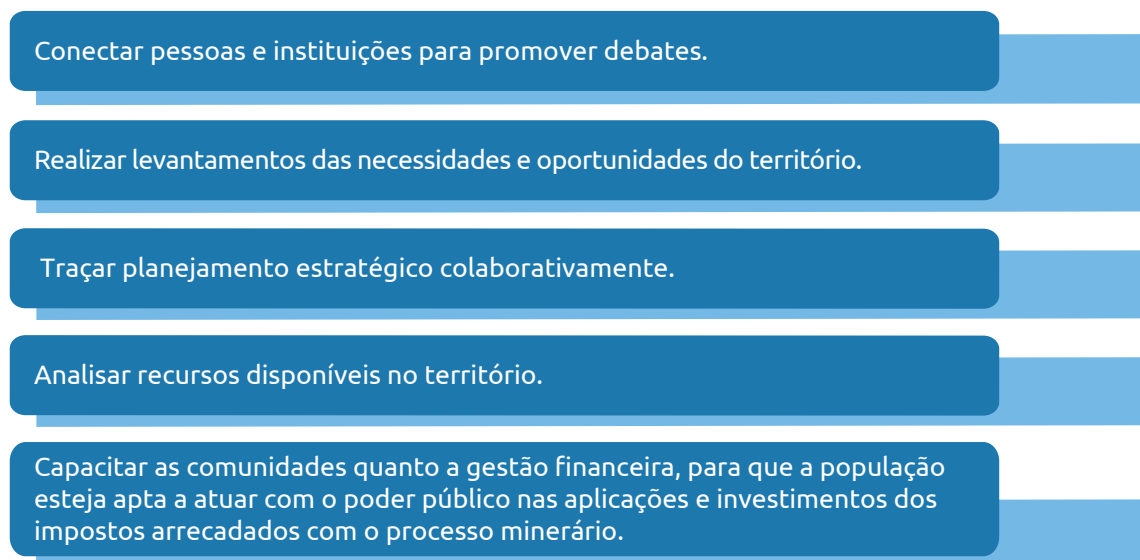 Conectar pessoas e instituições para promover debates.
Realizar levantamentos das necessidades e oportunidades do território.
Traçar planejamento estratégico colaborativamente.
Analisar recursos disponíveis no território.
Capacitar as comunidades quanto a gestão financeira, para que a população
esteja apta a atuar com o poder público nas aplicações e investimentos dos
impostos arrecadados com o processo minerário.